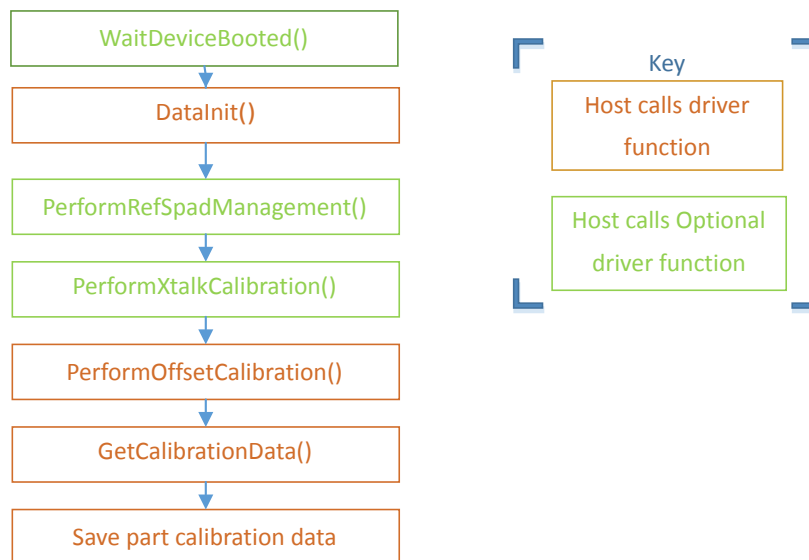 WaitDeviceBooted()
DataInit()
PerformRefSpadManagement()
PerformXtalkCalibration()
PerformOffsetCalibration()
GetCalibrationData()
Save part calibration data
Key
Host calls driver
function
Host calls Optional
driver function